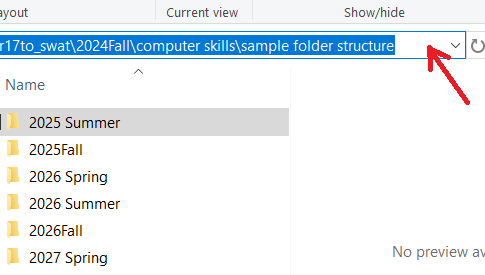 ayout
Current view
Show/hide
r17to_swat\2024Fall\computer skills\sample folder structure
Name
2025 Summer
2025Fall
2026 Spring
2026 Summer
2026Fall
2027 Spring
No preview av